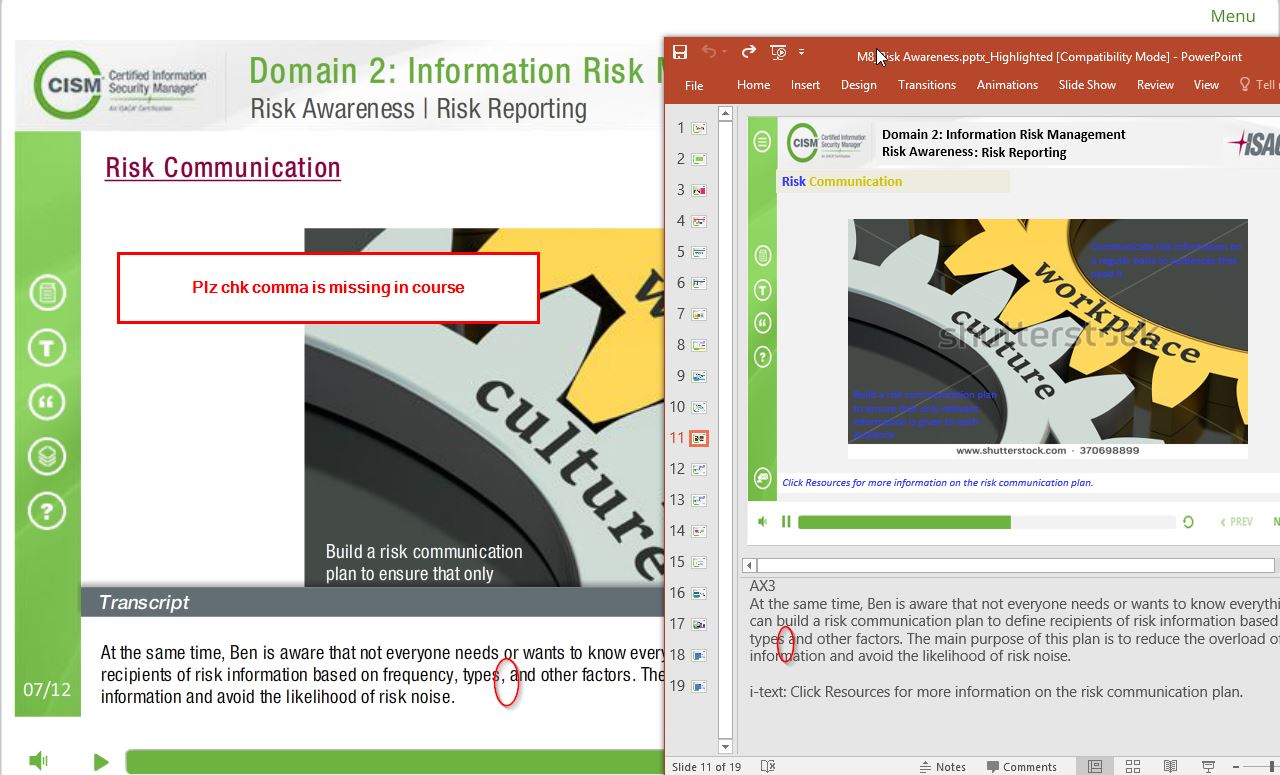 Menu
CISM
Certified Information
Security Manager
An ISACA Certification
Domain 2: Information Risk M
Risk Awareness | Risk Reporting
Risk Communication
Plz chk comma is missing in course
culture
Build a risk communication
plan to ensure that only
Transcript
At the same time, Ben is aware that not everyone needs or wants to know every
recipients of risk information based on frequency, types, and other factors. The
information and avoid the likelihood of risk noise.
07/12
M8 Risk Awareness.pptx_Highlighted [Compatibility Mode] - PowerPoint
File Home Insert Design Transitions Animations Slide Show Review View Tell
1
2
3
4
5
6
7
8
9
10
11
12
13
14
15
16
17
18
19
CISM
Certified Information
Security Manager
Domain 2: Information Risk Management
Risk Awareness: Risk Reporting
ISAC
Risk Communication
Communicate risk information on
a regular basis to audiences that
need it
workplace
culture
shutterstock
Build a risk communication plan
to ensure that only relevant
information is given to each
audience
www.shutterstock.com · 370698899
Click Resources for more information on the risk communication plan.
PREV N
AX3
At the same time, Ben is aware that not everyone needs or wants to know everythi
can build a risk communication plan to define recipients of risk information based
types and other factors. The main purpose of this plan is to reduce the overload o
information and avoid the likelihood of risk noise.
i-text: Click Resources for more information on the risk communication plan.
Slide 11 of 19 Notes Comments